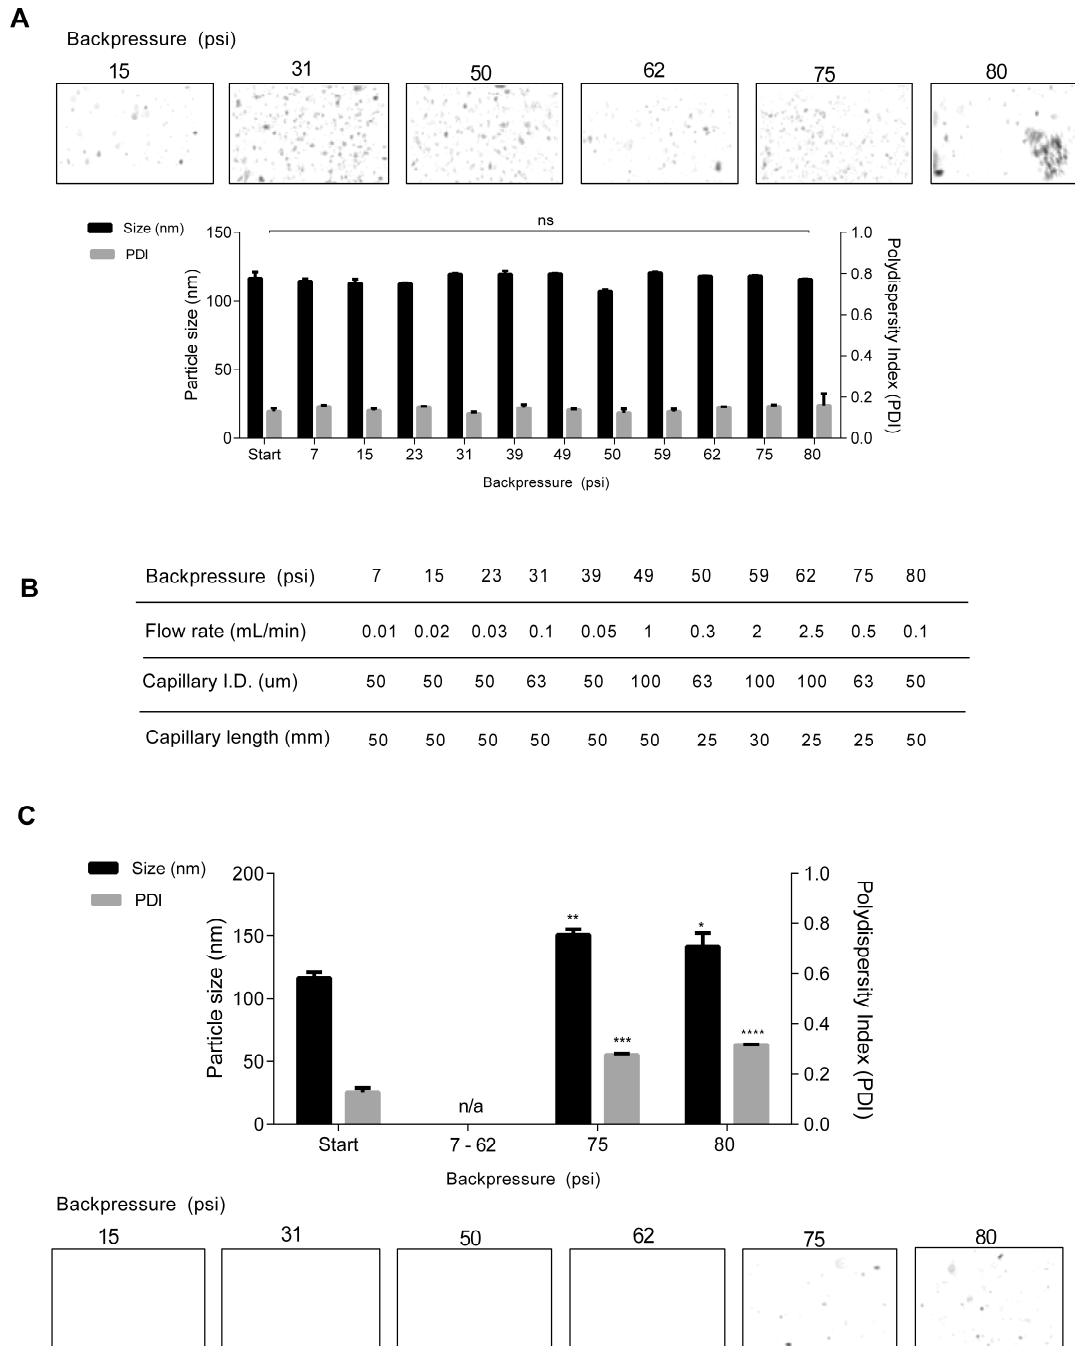 A
Backpressure (psi)
15 31 50 62 75 80
Size (nm)
PDI
ns
150
100
50
0
Particle size (nm)
1.0
0.8
0.6
0.4
0.2
0.0
Polydispersity Index (PDI)
Start 7 15 23 31 39 49 50 59 62 75 80
Backpressure (psi)
B
Backpressure (psi) 7 15 23 31 39 49 50 59 62 75 80
Flow rate (mL/min) 0.01 0.02 0.03 0.1 0.05 1 0.3 2 2.5 0.5 0.1
Capillary I.D. (um) 50 50 50 63 50 100 63 100 100 63 50
Capillary length (mm) 50 50 50 50 50 50 25 30 25 25 50
C
Size (nm)
PDI
200
150
100
50
0
Particle size (nm)
** *
*** ****
n/a
1.0
0.8
0.6
0.4
0.2
0.0
Polydispersity Index (PDI)
Start 7 - 62 75 80
Backpressure (psi)
Backpressure (psi)
15 31 50 62 75 80